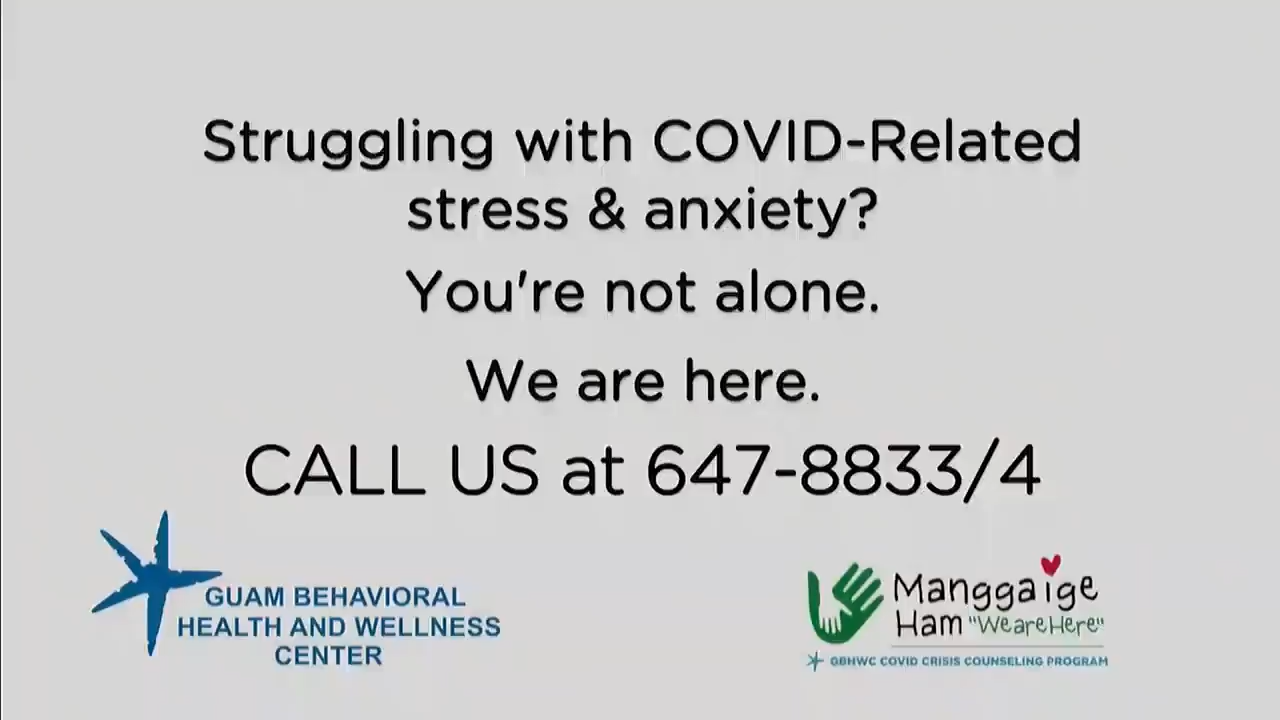 Struggling with COVID-Related
stress & anxiety?
You're not alone.
We are here.
CALL US at 647-8833/4
GUAM BEHAVIORAL
HEALTH AND WELLNESS
CENTER
Manggaige
Ham "We are Here"
GBHWC COVID CRISIS COUNSELING PROGRAM